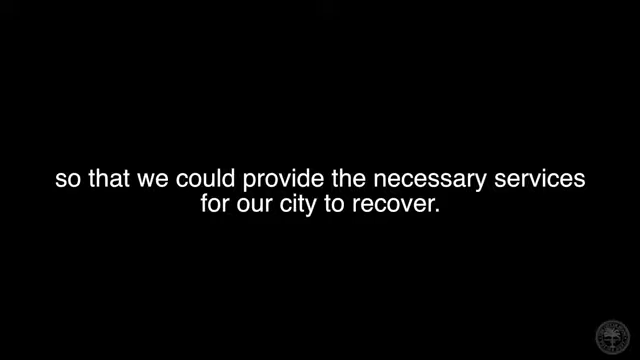 so that we could provide the necessary services
for our city to recover.